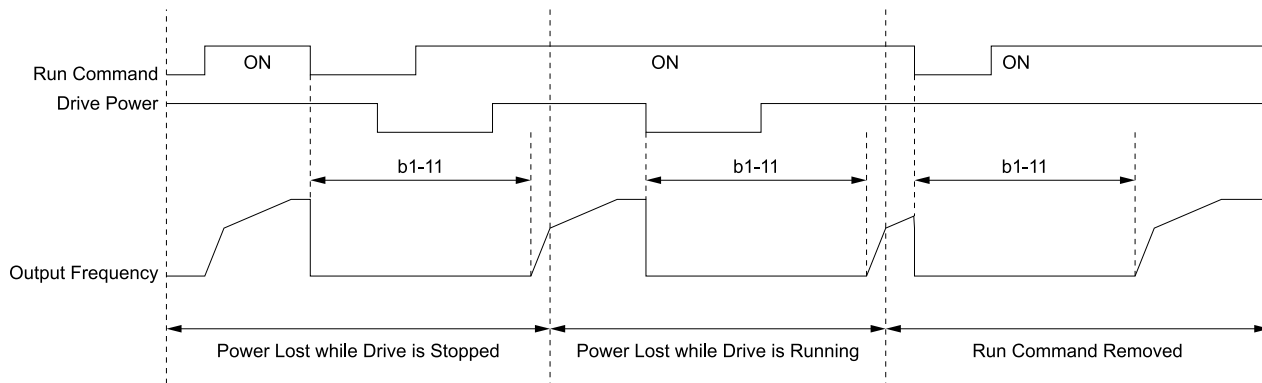 Run Command
ON
ON
ON
Drive Power
b1-11
b1-11
b1-11
Output Frequency
Power Lost while Drive is Stopped
Power Lost while Drive is Running
Run Command Removed